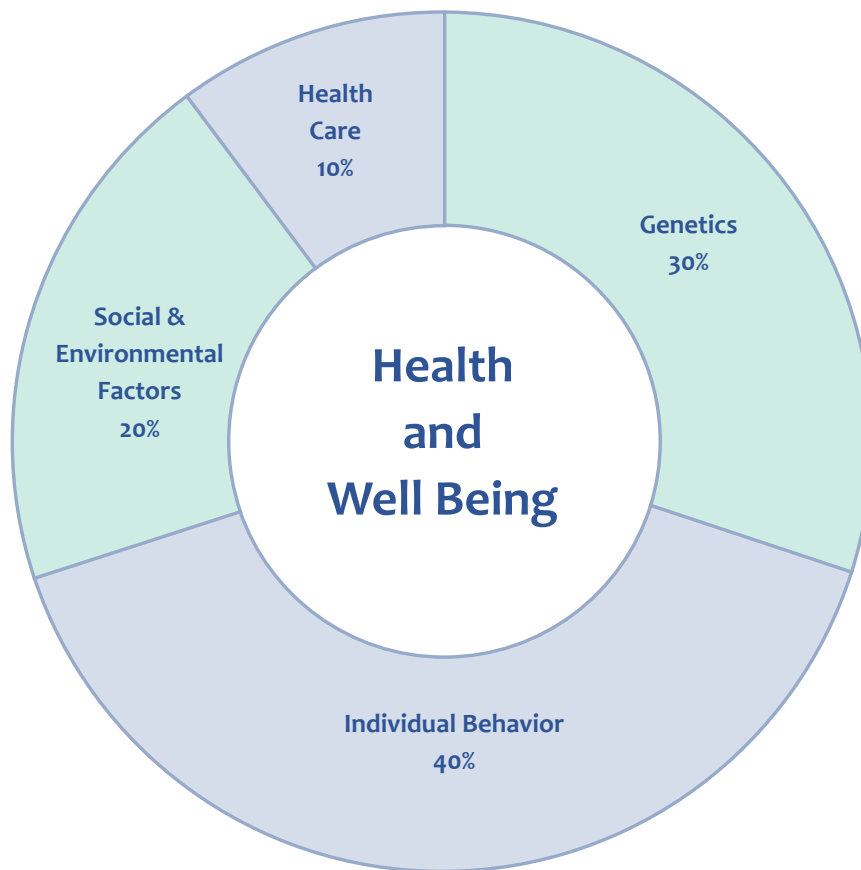 Health
Care
10%
Genetics
30%
Social &
Environmental
Factors
20%
Health
and
Well Being
Individual Behavior
40%